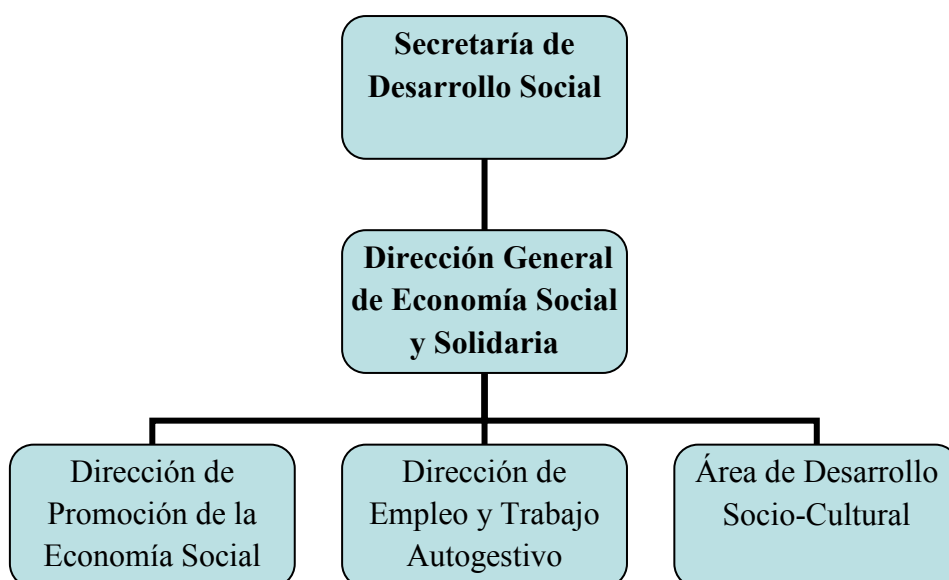 Secretaría de
Desarrollo Social
Dirección General
de Economía Social
y Solidaria
Dirección de
Promoción de la
Economía Social
Dirección de
Empleo y Trabajo
Autogestivo
Área de Desarrollo
Socio-Cultural